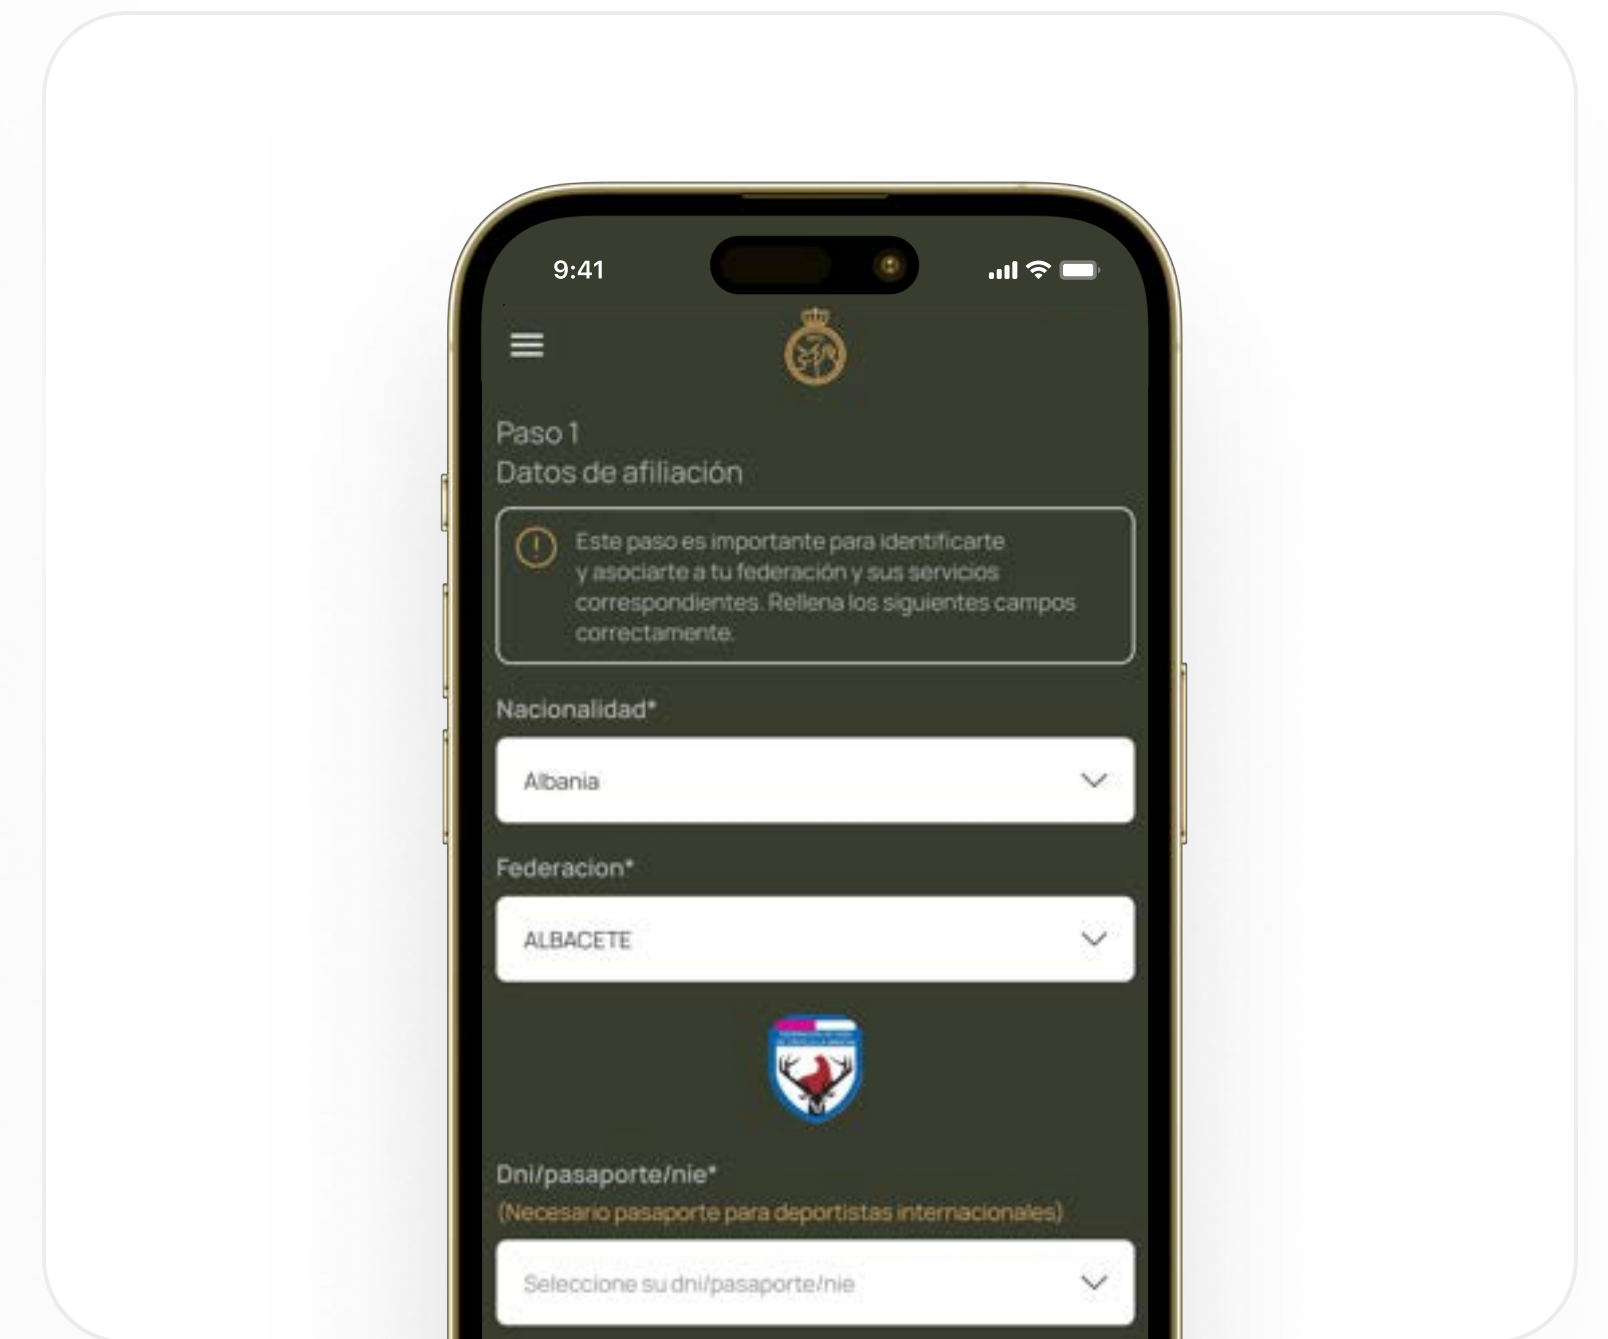 9:41
Paso 1
Datos de afiliación
Este paso es importante para identificarte
y asociarte a tu federación y sus servicios
correspondientes. Rellena los siguientes campos
correctamente.
Nacionalidad*
Albania
Federacion*
ALBACETE
Dni/pasaporte/nie*
(Necesario pasaporte para deportistas internacionales)
Seleccione su dni/pasaporte/nie